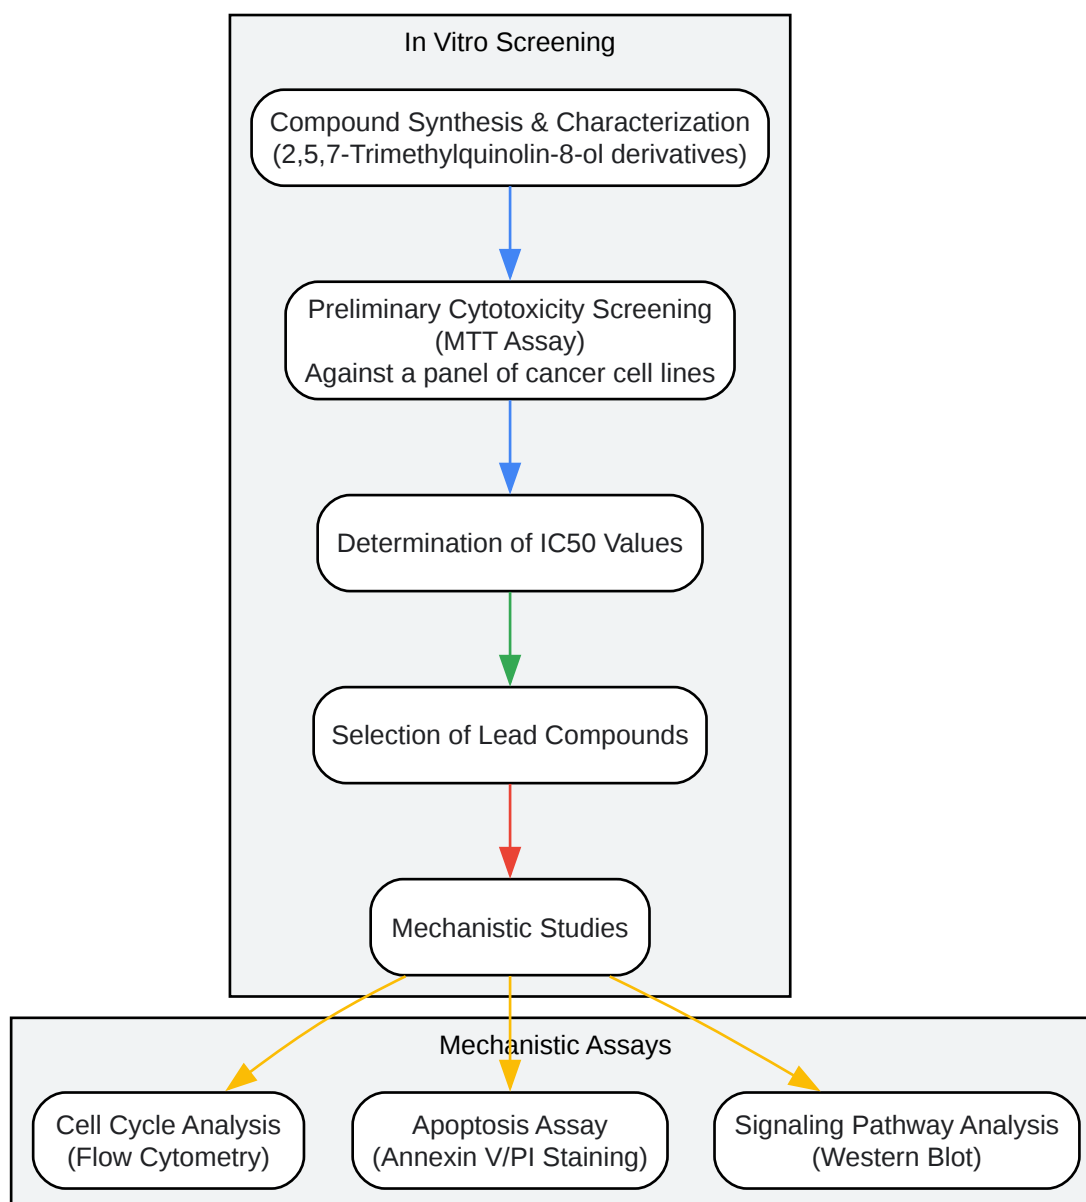 In Vitro Screening
Compound Synthesis & Characterization
(2,5,7-Trimethylquinolin-8-ol derivatives)
Preliminary Cytotoxicity Screening
(MTT Assay)
Against a panel of cancer cell lines
Determination of IC50 Values
Selection of Lead Compounds
Mechanistic Studies
Mechanistic Assays
Cell Cycle Analysis
(Flow Cytometry)
Apoptosis Assay
(Annexin V/PI Staining)
Signaling Pathway Analysis
(Western Blot)